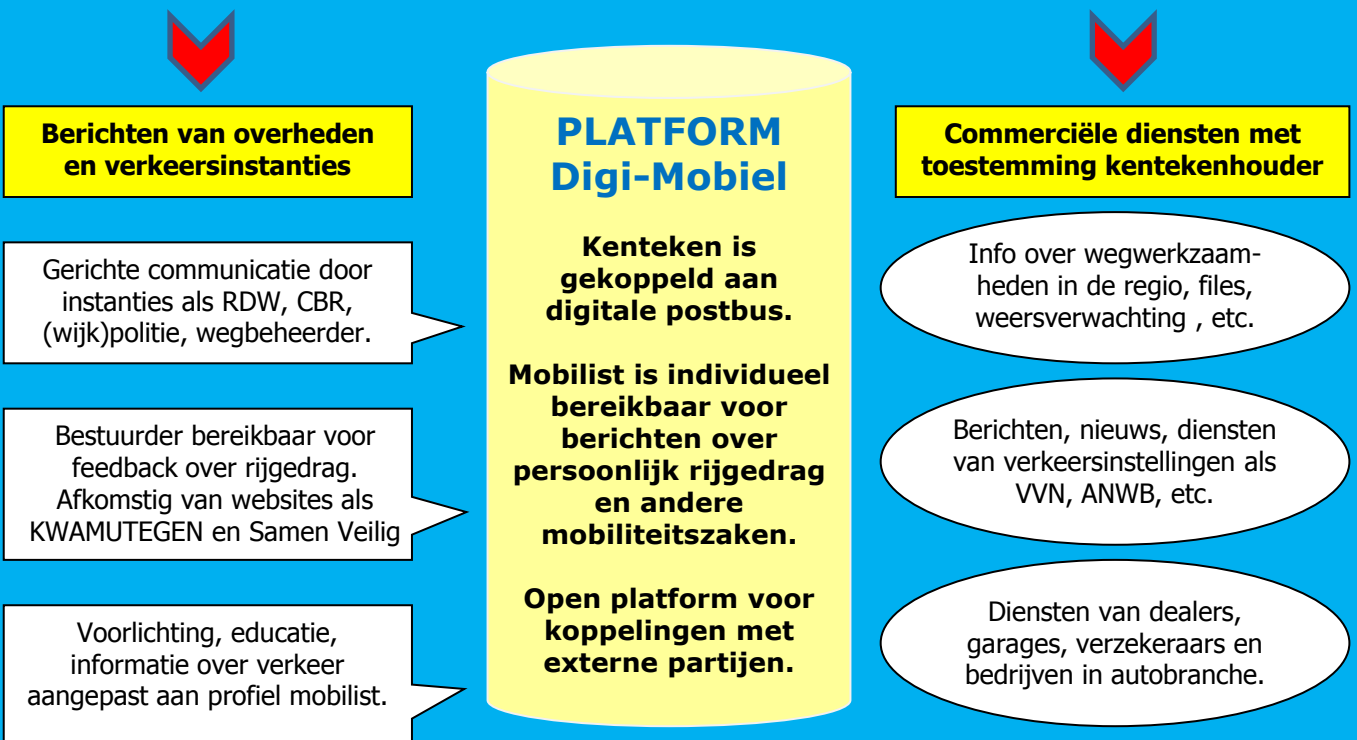 Berichten van overheden
en verkeersinstanties
Gerichte communicatie door
instanties als RDW, CBR,
(wijk)politie, wegbeheerder.
Bestuurder bereikbaar voor
feedback over rijgedrag.
Afkomstig van websites als
KWAMUTEGEN en Samen Veilig
Voorlichting, educatie,
informatie over verkeer
aangepast aan profiel mobilist.
PLATFORM
Digi-Mobiel
Kenteken is
gekoppeld aan
digitale postbus.
Mobilist is individueel
bereikbaar voor
berichten over
persoonlijk rijgedrag
en andere
mobiliteitszaken.
Open platform voor
koppelingen met
externe partijen.
Commerciële diensten met
toestemming kentekenhouder
Info over wegwerkzaam-
heden in de regio, files,
weersverwachting , etc.
Berichten, nieuws, diensten
van verkeersinstellingen als
VVN, ANWB, etc.
Diensten van dealers,
garages, verzekeraars en
bedrijven in autobranche.